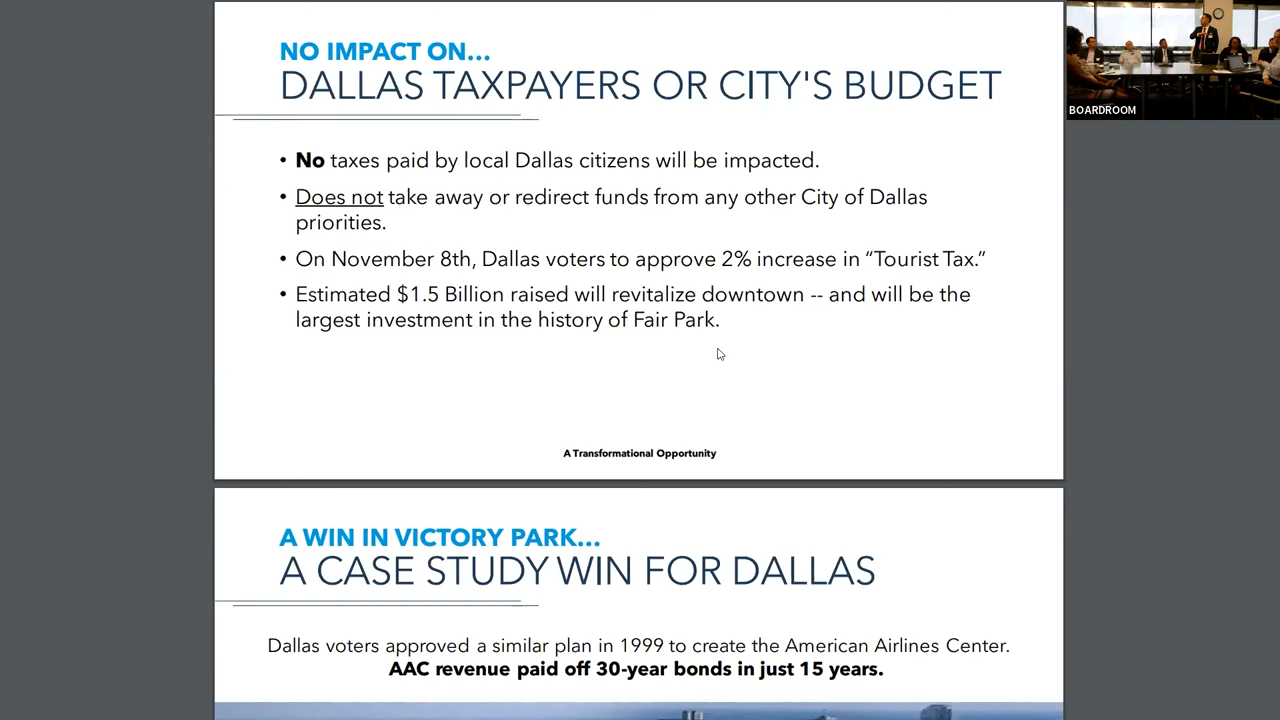 NO IMPACT ON...
DALLAS TAXPAYERS OR CITY'S BUDGET
• No taxes paid by local Dallas citizens will be impacted.
• Does not take away or redirect funds from any other City of Dallas
priorities.
• On November 8th, Dallas voters to approve 2% increase in “Tourist Tax.”
• Estimated $1.5 Billion raised will revitalize downtown -- and will be the
largest investment in the history of Fair Park.
A Transformational Opportunity
A WIN IN VICTORY PARK...
A CASE STUDY WIN FOR DALLAS
Dallas voters approved a similar plan in 1999 to create the American Airlines Center.
AAC revenue paid off 30-year bonds in just 15 years.
BOARDROOM